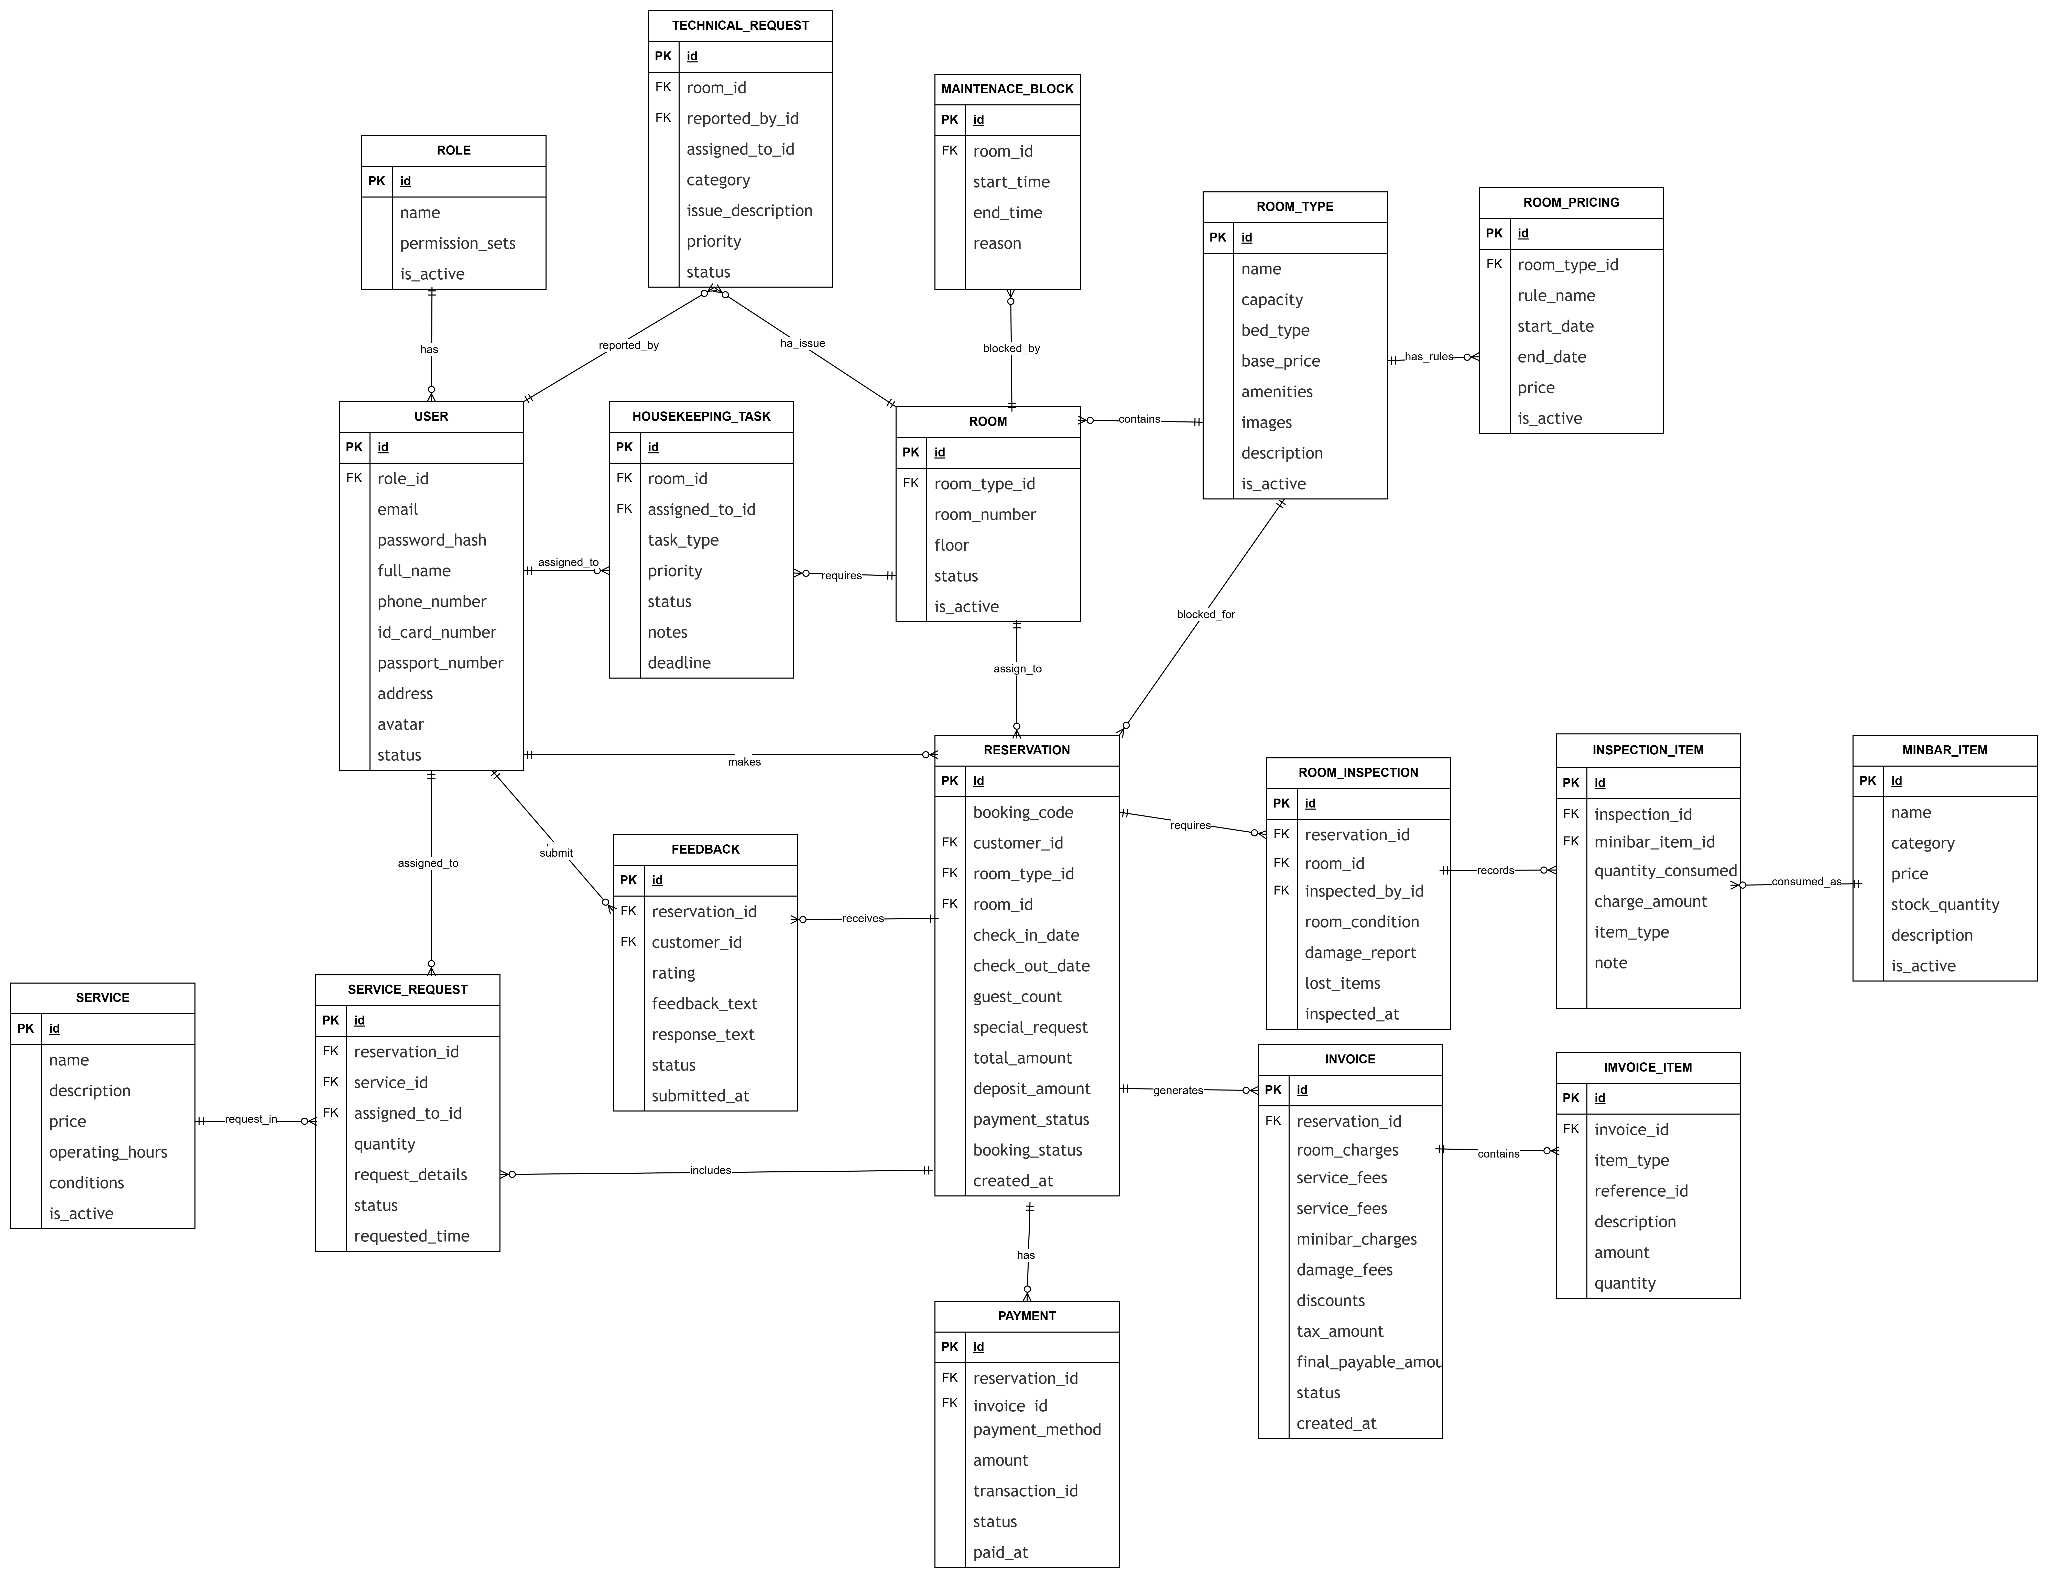 TECHNICAL_REQUEST
PK id
FK room_id
FK reported_by_id
assigned_to_id
category
issue_description
priority
status
MAINTENACE_BLOCK
PK id
FK room_id
start_time
end_time
reason
ROLE
PK id
name
permission_sets
is_active
ROOM_TYPE
PK id
name
capacity
bed_type
base_price
amenities
images
description
is_active
ROOM_PRICING
PK id
FK room_type_id
rule_name
start_date
end_date
price
is_active
has
reported_by
ha_issue
blocked_by
has_rules
contains
USER
PK id
FK role_id
email
password_hash
full_name
phone_number
id_card_number
passport_number
address
avatar
status
HOUSEKEEPING_TASK
PK id
FK room_id
FK assigned_to_id
task_type
priority
status
notes
deadline
ROOM
PK id
FK room_type_id
room_number
floor
status
is_active
assigned_to
requires
blocked_for
assign_to
makes
RESERVATION
PK Id
booking_code
FK customer_id
FK room_type_id
FK room_id
check_in_date
check_out_date
guest_count
special_request
total_amount
deposit_amount
payment_status
booking_status
created_at
ROOM_INSPECTION
PK id
FK reservation_id
FK room_id
FK inspected_by_id
room_condition
damage_report
lost_items
inspected_at
INSPECTION_ITEM
PK Id
FK inspection_id
FK minibar_item_id
quantity_consumed
charge_amount
item_type
note
MINBAR_ITEM
PK Id
name
category
price
stock_quantity
description
is_active
requires
records
consumed_as
submit
assigned_to
FEEDBACK
PK id
FK reservation_id
FK customer_id
rating
feedback_text
response_text
status
submitted_at
receives
SERVICE
PK id
name
description
price
operating_hours
conditions
is_active
request_in
SERVICE_REQUEST
PK id
FK reservation_id
FK service_id
FK assigned_to_id
quantity
request_details
status
requested_time
includes
generates
INVOICE
PK id
FK reservation_id
room_charges
service_fees
service_fees
minibar_charges
damage_fees
discounts
tax_amount
final_payable_amou
status
created_at
contains
IMVOICE_ITEM
PK id
FK invoice_id
item_type
reference_id
description
amount
quantity
has
PAYMENT
PK Id
FK reservation_id
FK invoice_id
payment_method
amount
transaction_id
status
paid_at